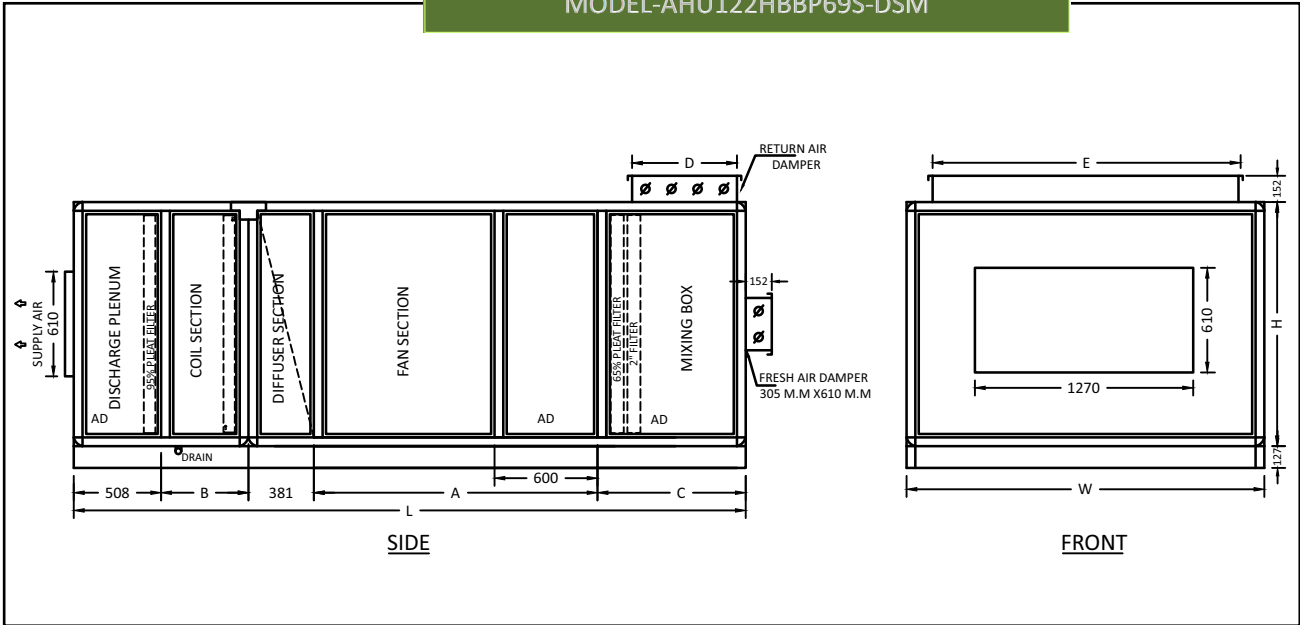 MODEL-AHU122HBBP69S-DSM
D
RETURN AIR
DAMPER
E
152
SUPPLY AIR
610
DISCHARGE PLENUM
95% PLEAT FILTER
COIL SECTION
DIFFUSER SECTION
FAN SECTION
65% PLEAT FILTER
2" FILTER
MIXING BOX
152
FRESH AIR DAMPER
305 M.M X610 M.M
AD
AD
AD
DRAIN
610
1270
H
127
508
B
381
A
600
C
L
W
SIDE
FRONT